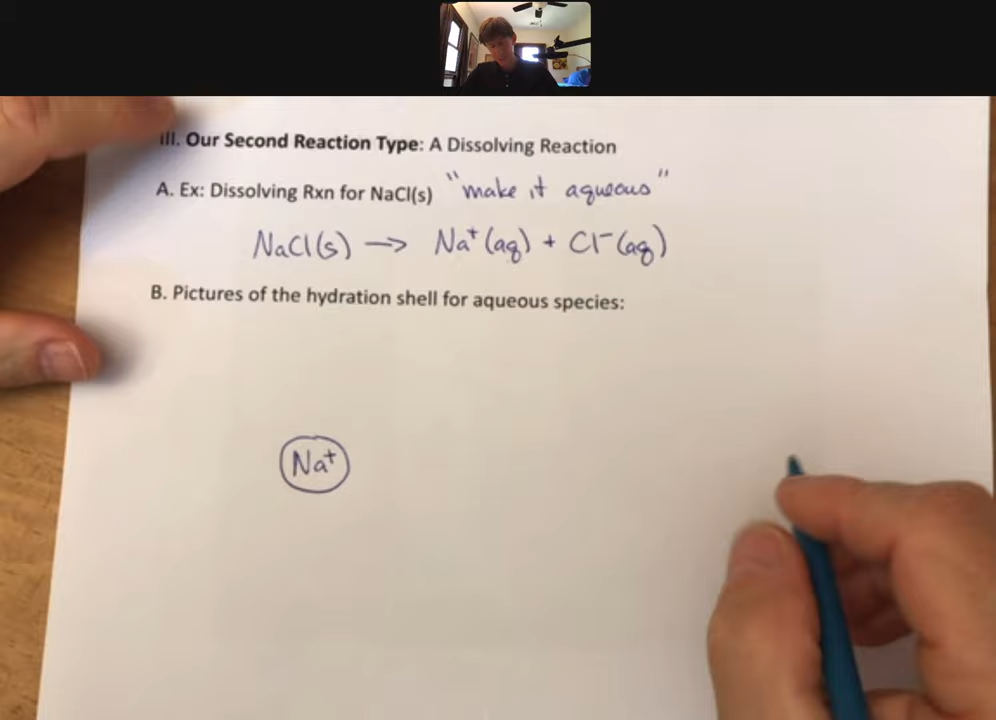 III. Our Second Reaction Type: A Dissolving Reaction
A. Ex: Dissolving Rxn for NaCl(s) "make it aqueous"
NaCl(s) → Na⁺(aq) + Cl⁻(aq)
B. Pictures of the hydration shell for aqueous species:
Na⁺